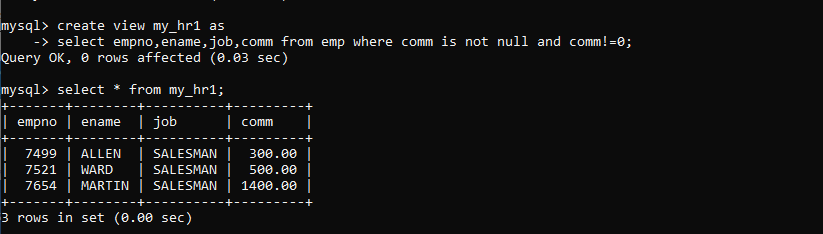 mysql> create view my_hr1 as
    -> select empno,ename,job,comm from emp where comm is not null and comm!=0;
Query OK, 0 rows affected (0.03 sec)

mysql> select * from my_hr1;
+-------+--------+----------+---------+
| empno | ename  | job      | comm    |
+-------+--------+----------+---------+
|  7499 | ALLEN  | SALESMAN |  300.00 |
|  7521 | WARD   | SALESMAN |  500.00 |
|  7654 | MARTIN | SALESMAN | 1400.00 |
+-------+--------+----------+---------+
3 rows in set (0.00 sec)